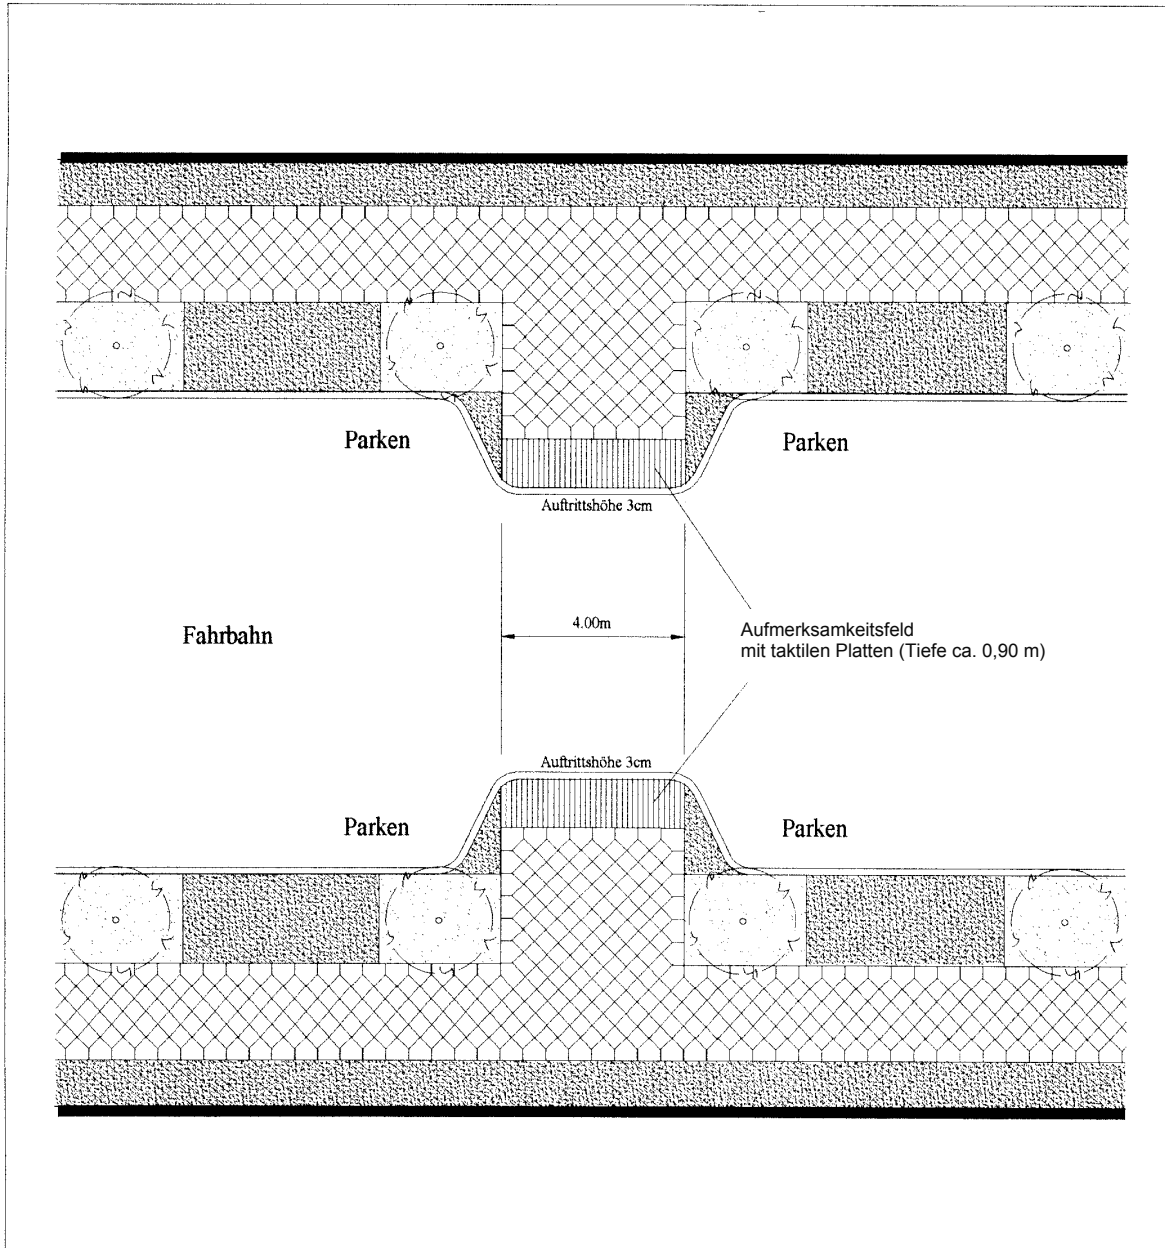 Parken
Parken
Auftrittshöhe 3cm
4.00m
Fahrbahn
Aufmerksamkeitsfeld
mit taktilen Platten (Tiefe ca. 0,90 m)
Auftrittshöhe 3cm
Parken
Parken